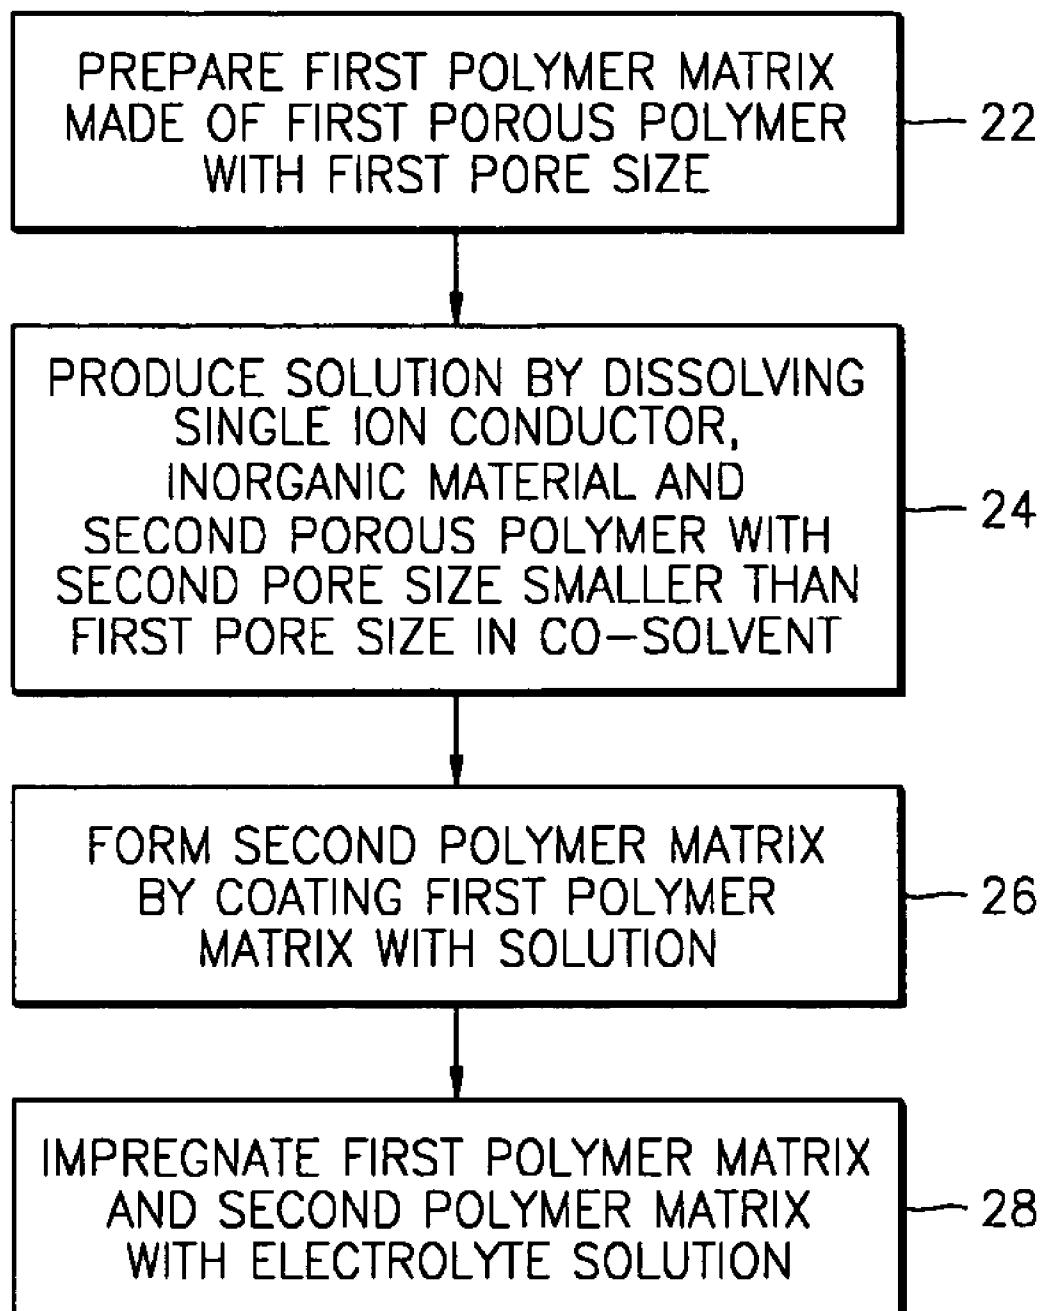 PREPARE FIRST POLYMER MATRIX
MADE OF FIRST POROUS POLYMER
WITH FIRST PORE SIZE
22
PRODUCE SOLUTION BY DISSOLVING
SINGLE ION CONDUCTOR,
INORGANIC MATERIAL AND
SECOND POROUS POLYMER WITH
SECOND PORE SIZE SMALLER THAN
FIRST PORE SIZE IN CO-SOLVENT
24
FORM SECOND POLYMER MATRIX
BY COATING FIRST POLYMER
MATRIX WITH SOLUTION
26
IMPREGNATE FIRST POLYMER MATRIX
AND SECOND POLYMER MATRIX
WITH ELECTROLYTE SOLUTION
28